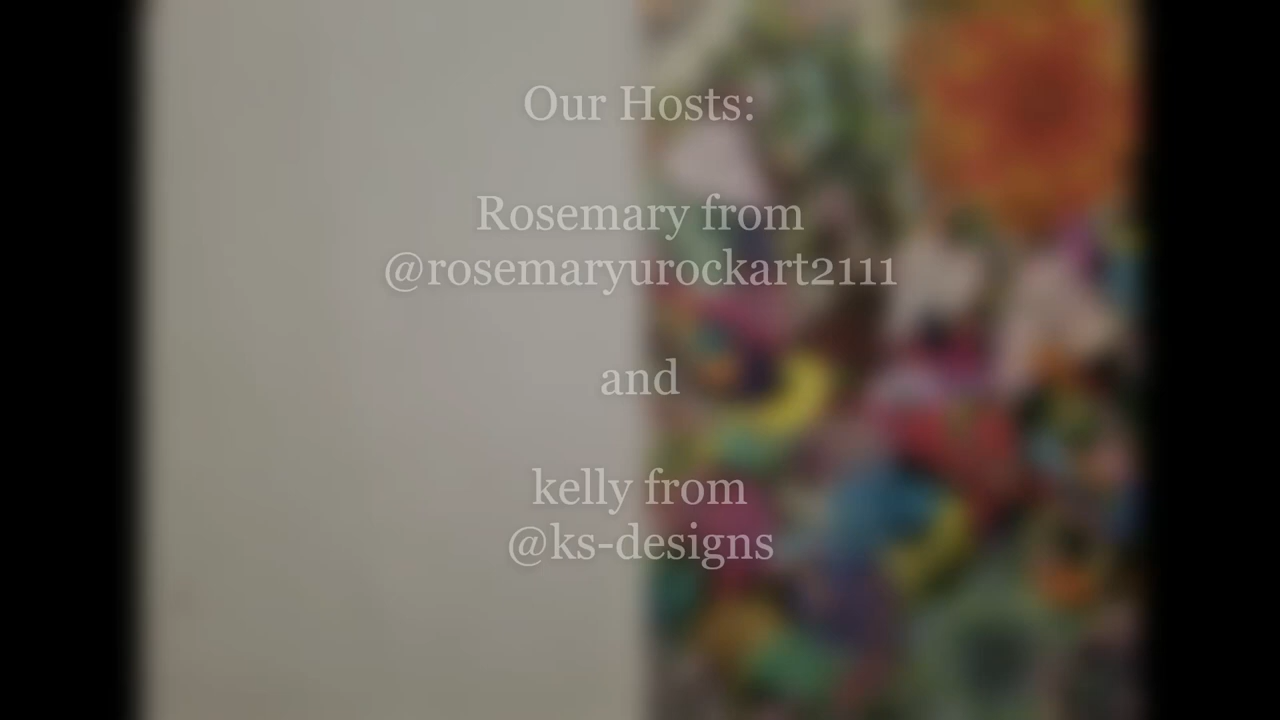 Our Hosts:
Rosemary from
@rosemaryurockart2111
and
kelly from
@ks-designs